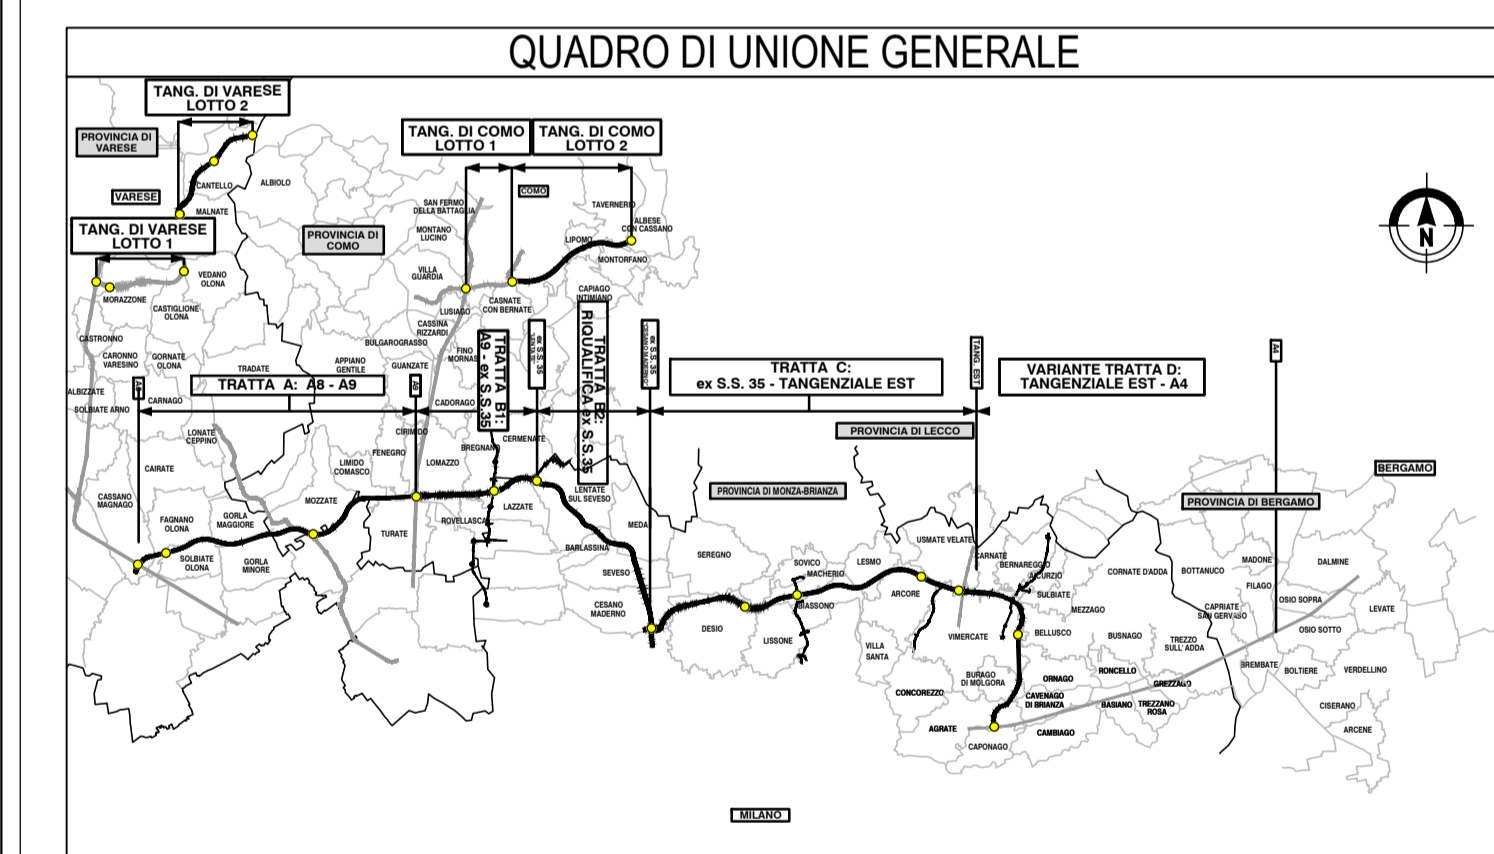 QUADRO DI UNIONE GENERALE
TANG. DI VARESE
LOTTO 2
PROVINCIA DI
VARESE
CANTELLO
ALBIOLO
VARESE
MALNATE
TANG. DI VARESE
LOTTO 1
PROVINCIA DI
COMO
VEDANO
OLONA
MORAZZONE
CASTIGLIONE
OLONA
TANG. DI COMO
LOTTO 1
TANG. DI COMO
LOTTO 2
COMO
SAN FERMO
DELLA BATTAGLIA
TAVERNERIO
ALBESE
CON CASSANO
MONTANO
LUCINO
LIPOMO
MONTORFANO
VILLA
GUARDIA
CAPIAGO
INTIMIANO
CASNATE
CON BERNATE
LUSIAGO
CASSINA
RIZZARDI
BULGAROGRASSO
FINO
MORNAS
CASTRONNO
CARONNO
VARESINO
GORNATE
OLONA
TRADATE
APPIANO
GENTILE
GUANZATE
ALBIZZATE
SOLBIATE ARNO
CARNAGO
TRATTA A: A8 - A9
A9
CADORAGO
TRATTA B1:
A9 - ex S.S.35
ex S.S. 35
TRATTA B2:
RIQUALIFICA ex S.S.35
ex S.S. 35
"CESANO MADERNO"
TRATTA C:
ex S.S. 35 - TANGENZIALE EST
TANG. EST
VARIANTE TRATTA D:
TANGENZIALE EST - A4
A4
N
PROVINCIA DI LECCO
BERGAMO
PROVINCIA DI MONZA-BRIANZA
PROVINCIA DI BERGAMO
LONATE
CEPPINO
CIRIMIDO
FENEGRO
BREGNANO
CERMENATE
CAIRATE
LIMIDO
COMASCO
LOMAZZO
CASSANO
MAGNAGO
MOZZATE
LAZZATE
LENTATE
SUL SEVESO
FAGNANO
OLONA
GORLA
MAGGIORE
TURATE
ROVELLASCA
MEDA
BARLASSINA
SOLBIATE
OLONA
GORLA
MINORE
SEVESO
CESANO
MADERNO
SEREGNO
SOVICO
MACHERIO
LESMO
USMATE VELATE
CARNATE
BERNAREGGIO
AICURZIO
SULBIATE
CORNATE D'ADDA
BOTTANUCO
MADONE
DALMINE
FILAGO
OSIO SOPRA
LEVATE
CAPRIATE
SAN GERVASO
OSIO SOTTO
ARCORE
MEZZAGO
BIASSONO
DESIO
LISSONE
VIMERCATE
BELLUSCO
BUSNAGO
TREZZO
SULL' ADDA
VILLA
SANTA
BREMBATE
BOLTIERE
VERDELLINO
BURAGO
DI MOLGORA
ORNAGO
RONCELLO
GREZZAGO
CONCOREZZO
CAVENAGO
DI BRIANZA
BASIANO
TREZZANO
ROSA
CISERANO
ARCENE
AGRATE
CAMBIAGO
CAPONAGO
MILANO